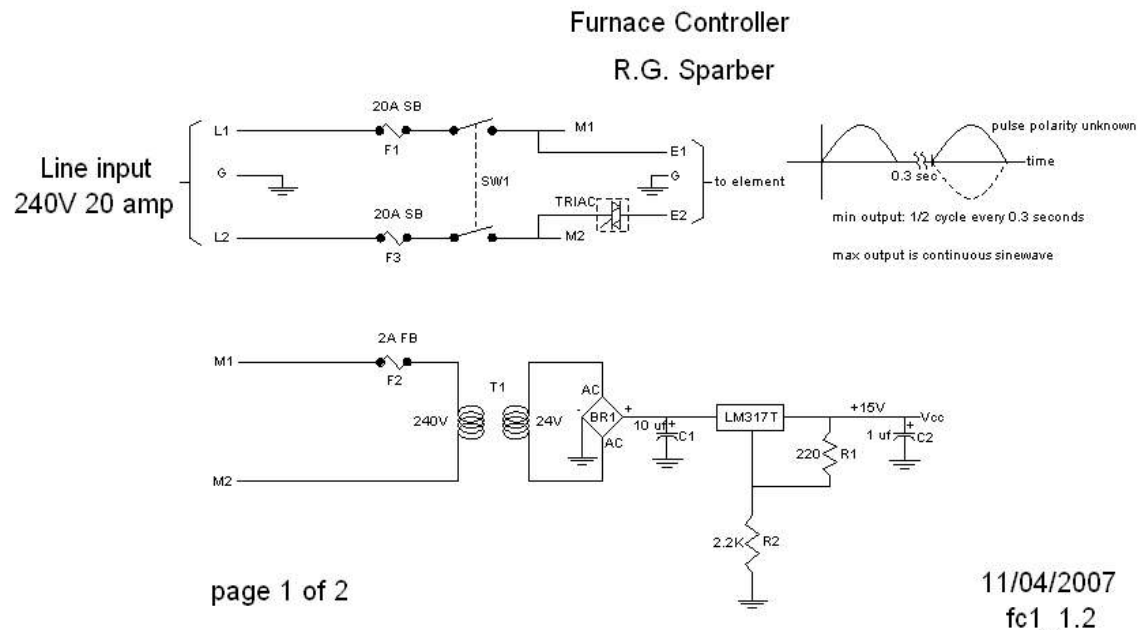 Furnace Controller
R.G. Sparber
Line input
240V 20 amp
L1
20A SB
F1
M1
E1
G
SW1
G
to element
TRIAC
L2
20A SB
F3
M2
E2
pulse polarity unknown
time
0.3 sec
min output: 1/2 cycle every 0.3 seconds
max output is continuous sinewave
M1
2A FB
F2
T1
240V
24V
M2
AC
-
BR1
+
AC
10 uf
+
C1
LM317T
+15V
Vcc
220
R1
1 uf
+
C2
2.2K
R2
page 1 of 2
11/04/2007
fc1_1.2